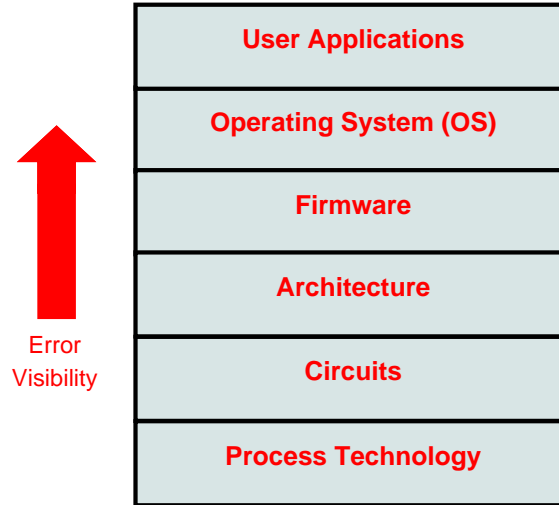 User Applications
Operating System (OS)
Firmware
Architecture
Circuits
Process Technology
Error
Visibility